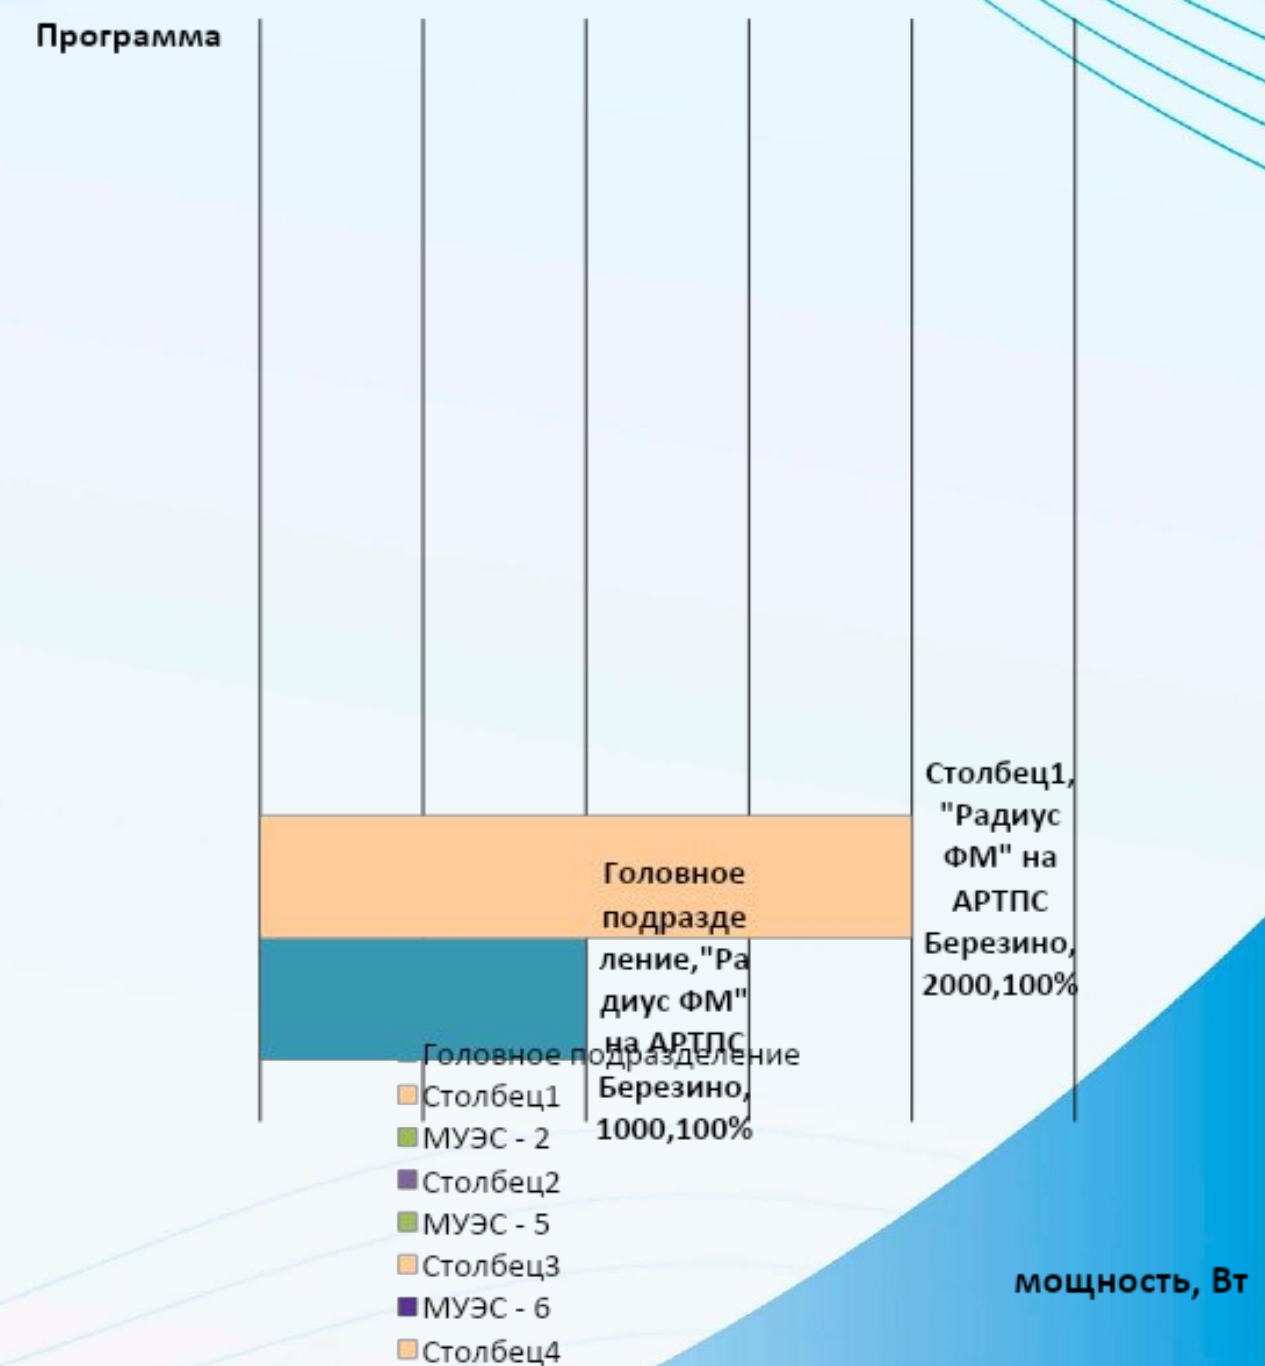 Программа
Столбец1,
"Радиус
ФМ" на
АРТПС
Березино,
2000,100%
Головное
подразде
ление,"Ра
диус ФМ"
на АРТПС
Березино,
1000,100%
Головное подразделение
Столбец1
МУЭС - 2
Столбец2
МУЭС - 5
Столбец3
МУЭС - 6
Столбец4
мощность, Вт